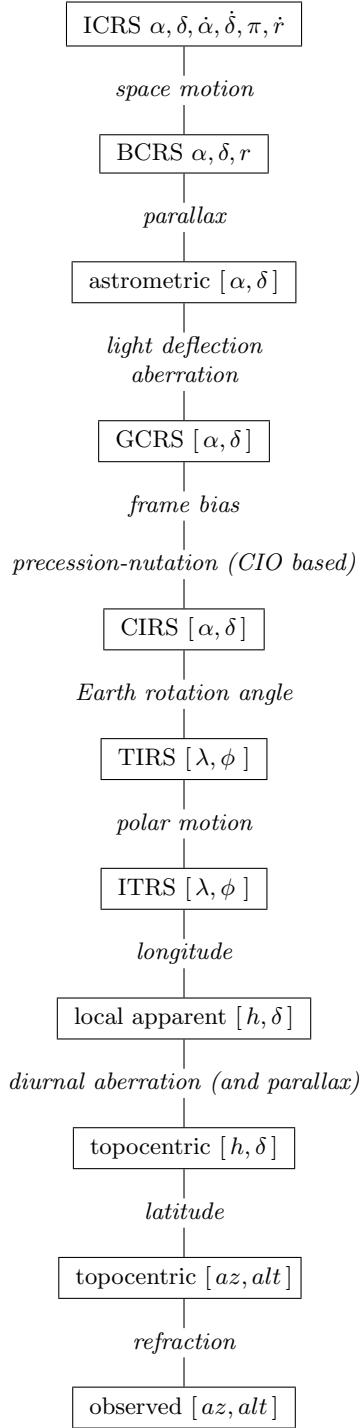 ICRS α, δ, α̇, δ̇, π, ṙ
space motion
BCRS α, δ, r
parallax
astrometric [ α, δ ]
light deflection
aberration
GCRS [ α, δ ]
frame bias
precession-nutation (CIO based)
CIRS [ α, δ ]
Earth rotation angle
TIRS [ λ, ϕ ]
polar motion
ITRS [ λ, ϕ ]
longitude
local apparent [ h, δ ]
diurnal aberration (and parallax)
topocentric [ h, δ ]
latitude
topocentric [ az, alt ]
refraction
observed [ az, alt ]